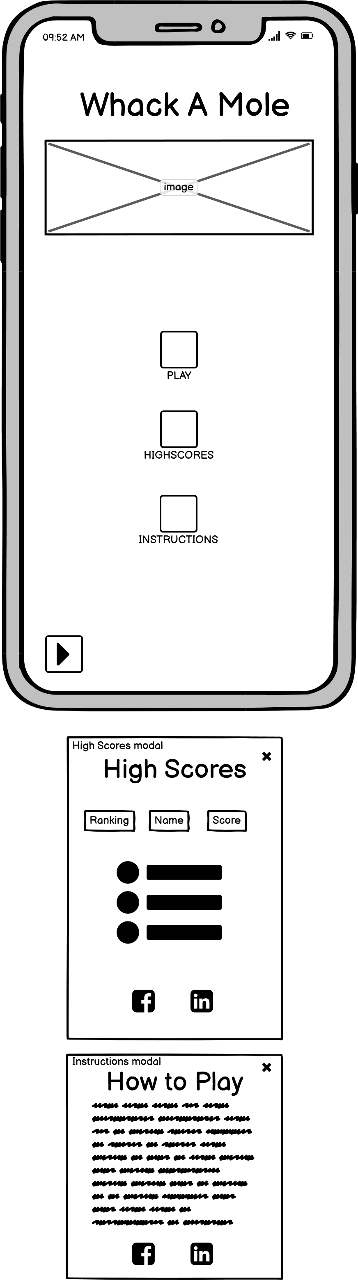 09:52 AM
Whack A Mole
image
PLAY
HIGHSCORES
INSTRUCTIONS
High Scores modal
High Scores
Ranking Name Score
Instructions modal
How to Play